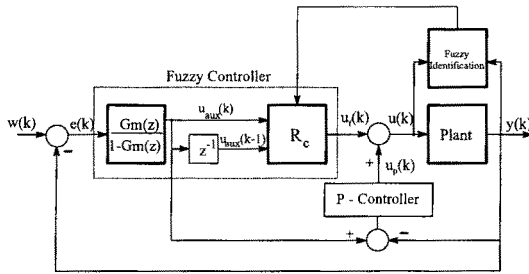 Fuzzy
Identification
Fuzzy Controller
w(k)
e(k)
−
Gm(z)
1-Gm(z)
u_aux(k)
z⁻¹
u_aux(k-1)
R_c
u_f(k)
u(k)
Plant
y(k)
+
u_p(k)
P - Controller
+
−